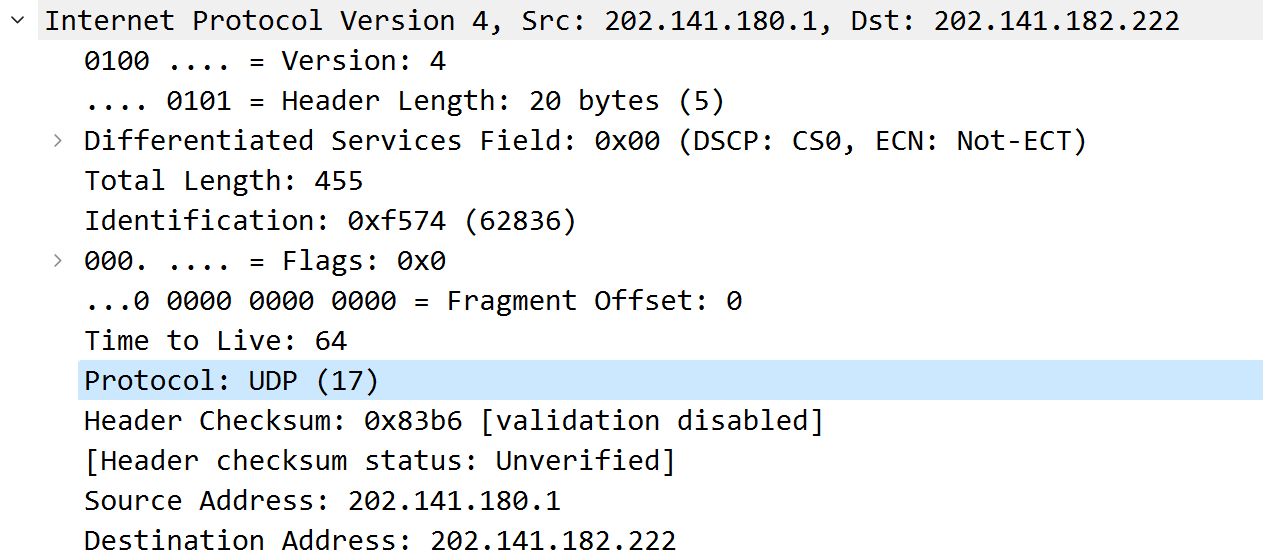 Internet Protocol Version 4, Src: 202.141.180.1, Dst: 202.141.182.222
0100 .... = Version: 4
.... 0101 = Header Length: 20 bytes (5)
Differentiated Services Field: 0x00 (DSCP: CS0, ECN: Not-ECT)
Total Length: 455
Identification: 0xf574 (62836)
000. .... = Flags: 0x0
...0 0000 0000 0000 = Fragment Offset: 0
Time to Live: 64
Protocol: UDP (17)
Header Checksum: 0x83b6 [validation disabled]
[Header checksum status: Unverified]
Source Address: 202.141.180.1
Destination Address: 202.141.182.222